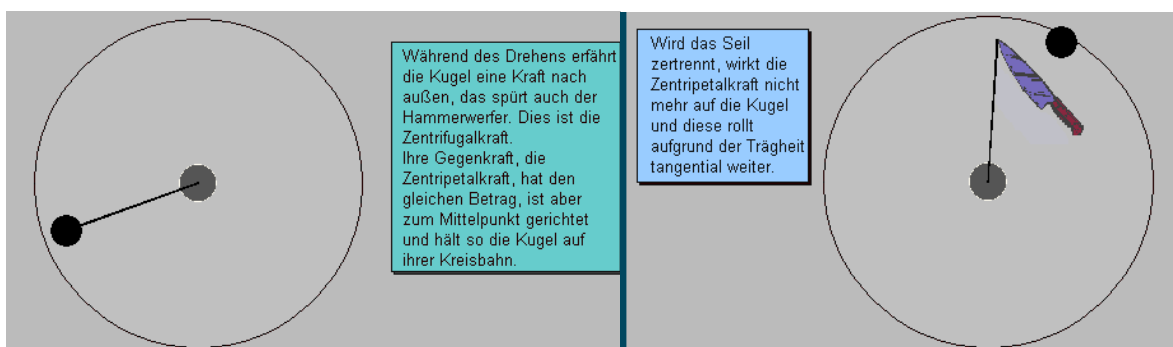 Während des Drehens erfährt
die Kugel eine Kraft nach
außen, das spürt auch der
Hammerwerfer. Dies ist die
Zentrifugalkraft.
Ihre Gegenkraft, die
Zentripetalkraft, hat den
gleichen Betrag, ist aber
zum Mittelpunkt gerichtet
und hält so die Kugel auf
ihrer Kreisbahn.
Wird das Seil
zertrennt, wirkt die
Zentripetalkraft nicht
mehr auf die Kugel
und diese rollt
aufgrund der Trägheit
tangential weiter.